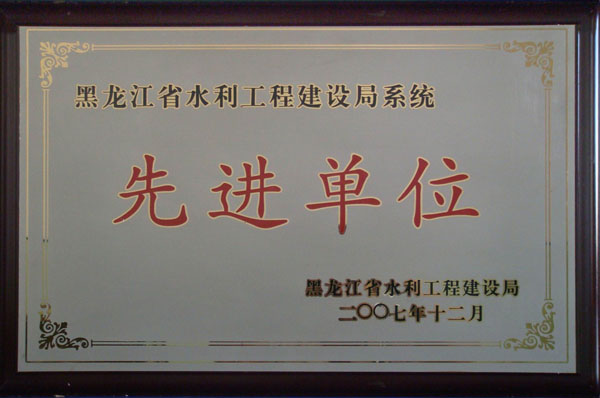 黑龙江省水利工程建设局系统
先进单位
黑龙江省水利工程建设局
二〇〇七年十二月